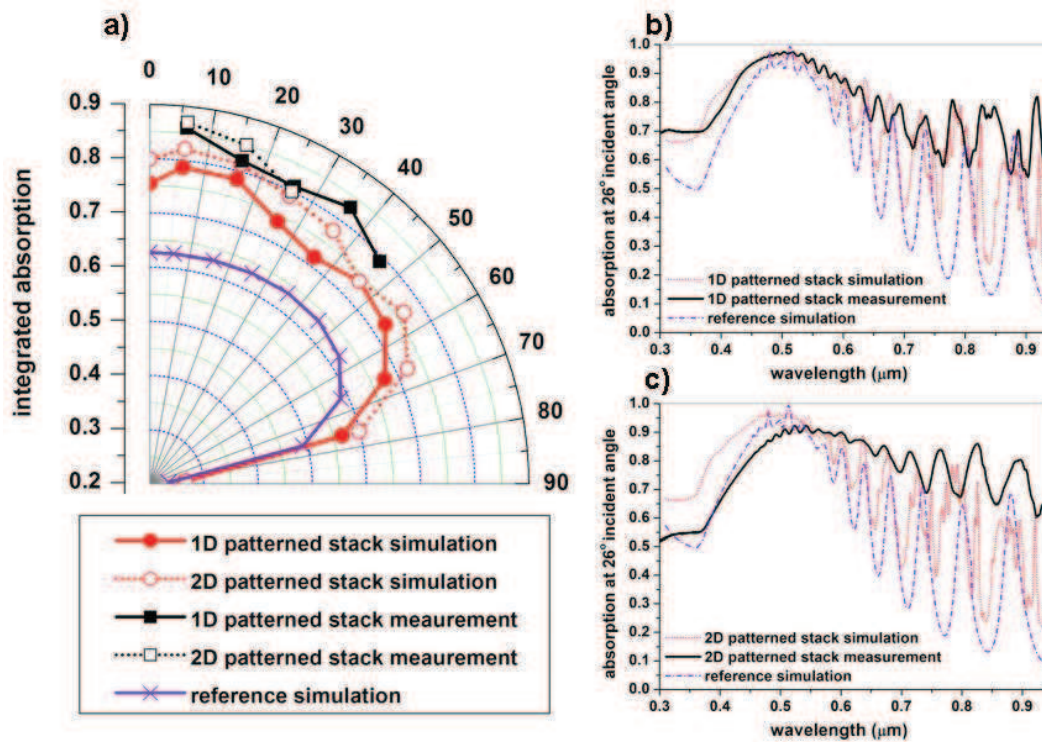 a)
0
10
20
30
40
50
60
70
80
90
0.9
0.8
0.7
0.6
0.5
0.4
0.3
0.2
integrated absorption
1D patterned stack simulation
2D patterned stack simulation
1D patterned stack meaurement
2D patterned stack meaurement
reference simulation
b)
absorption at 26° incident angle
1.0
0.9
0.8
0.7
0.6
0.5
0.4
0.3
0.2
0.1
0.0
1D patterned stack simulation
1D patterned stack measurement
reference simulation
0.3 0.4 0.5 0.6 0.7 0.8 0.9
wavelength (μm)
c)
absorption at 26° incident angle
1.0
0.9
0.8
0.7
0.6
0.5
0.4
0.3
0.2
0.1
0.0
2D patterned stack simulation
2D patterned stack measurement
reference simulation
0.3 0.4 0.5 0.6 0.7 0.8 0.9
wavelength (μm)